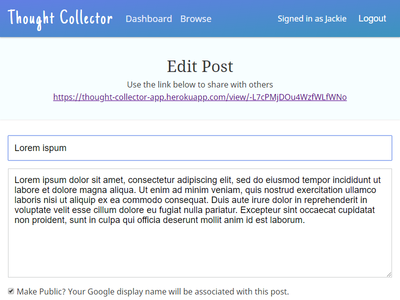 Thought Collector Dashboard Browse Signed in as Jackie Logout
Edit Post
Use the link below to share with others
https://thought-collector-app.herokuapp.com/view/-L7cPMjDOu4WzfWLfWNo
Lorem ispum
Lorem ipsum dolor sit amet, consectetur adipiscing elit, sed do eiusmod tempor incididunt ut
labore et dolore magna aliqua. Ut enim ad minim veniam, quis nostrud exercitation ullamco
laboris nisi ut aliquip ex ea commodo consequat. Duis aute irure dolor in reprehenderit in
voluptate velit esse cillum dolore eu fugiat nulla pariatur. Excepteur sint occaecat cupidatat
non proident, sunt in culpa qui officia deserunt mollit anim id est laborum.
Make Public? Your Google display name will be associated with this post.